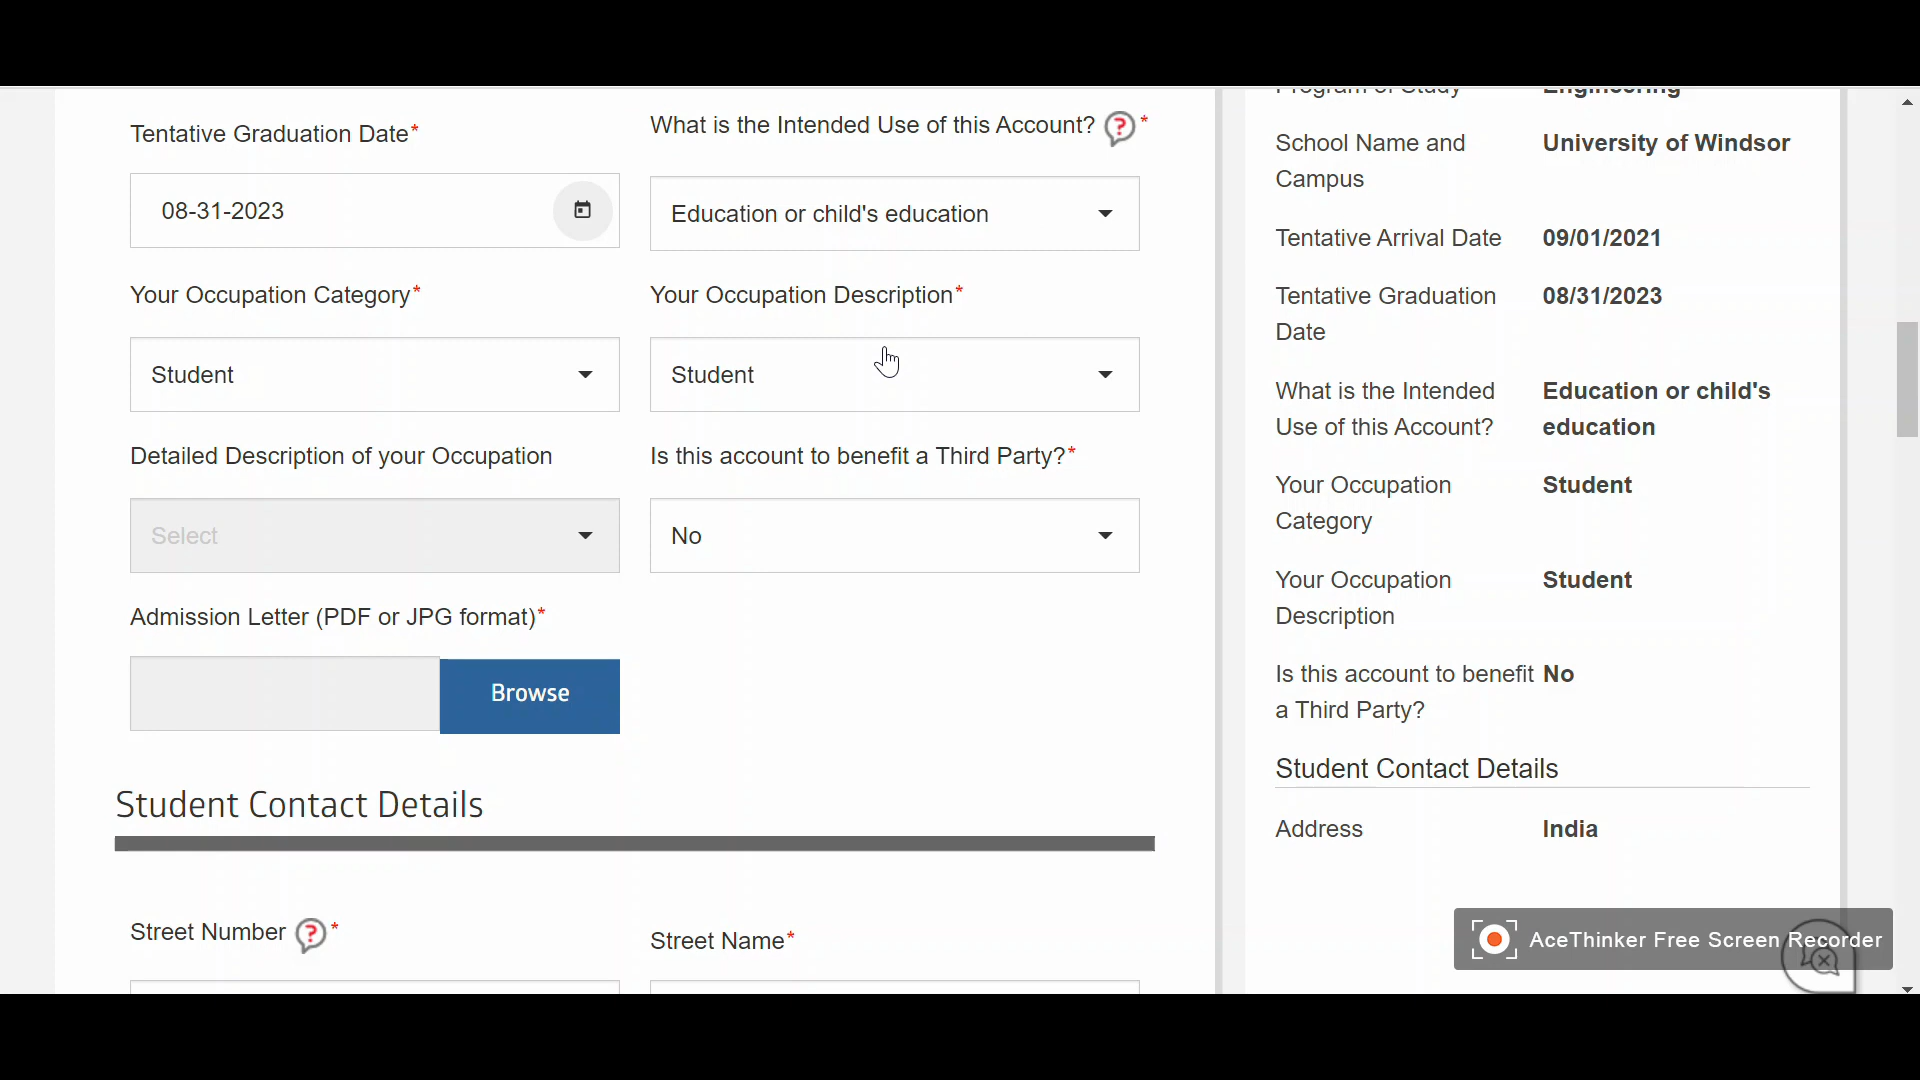 Tentative Graduation Date*
What is the Intended Use of this Account? ? *
08-31-2023
Education or child's education
Your Occupation Category*
Your Occupation Description*
Student
Student
Detailed Description of your Occupation
Is this account to benefit a Third Party?*
Select
No
Admission Letter (PDF or JPG format)*
Browse
Student Contact Details
Street Number ? *
Street Name*
Program of Study Engineering
School Name and University of Windsor
Campus
Tentative Arrival Date 09/01/2021
Tentative Graduation 08/31/2023
Date
What is the Intended Education or child's
Use of this Account? education
Your Occupation Student
Category
Your Occupation Student
Description
Is this account to benefit No
a Third Party?
Student Contact Details
Address India
AceThinker Free Screen Recorder